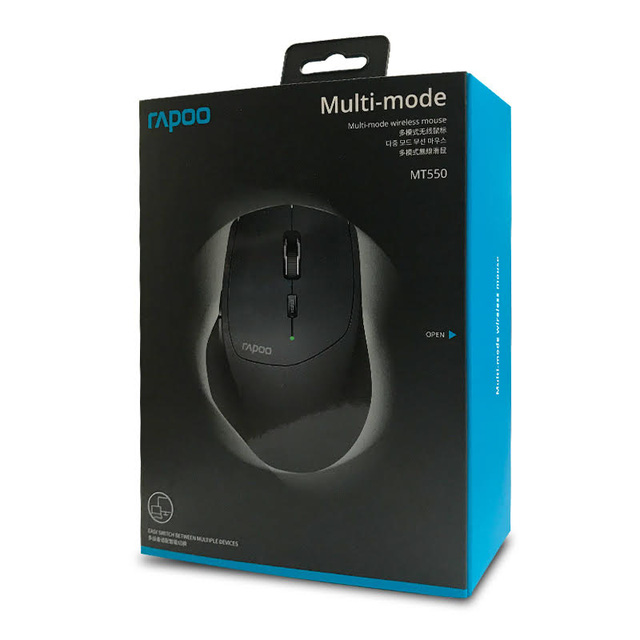 rapoo
Multi-mode
Multi-mode wireless mouse
多模式无线鼠标
다중 모드 무선 마우스
多模式無線滑鼠
MT550
OPEN
rapoo
EASY SWITCH BETWEEN MULTIPLE DEVICES
Multi-mode wireless mouse